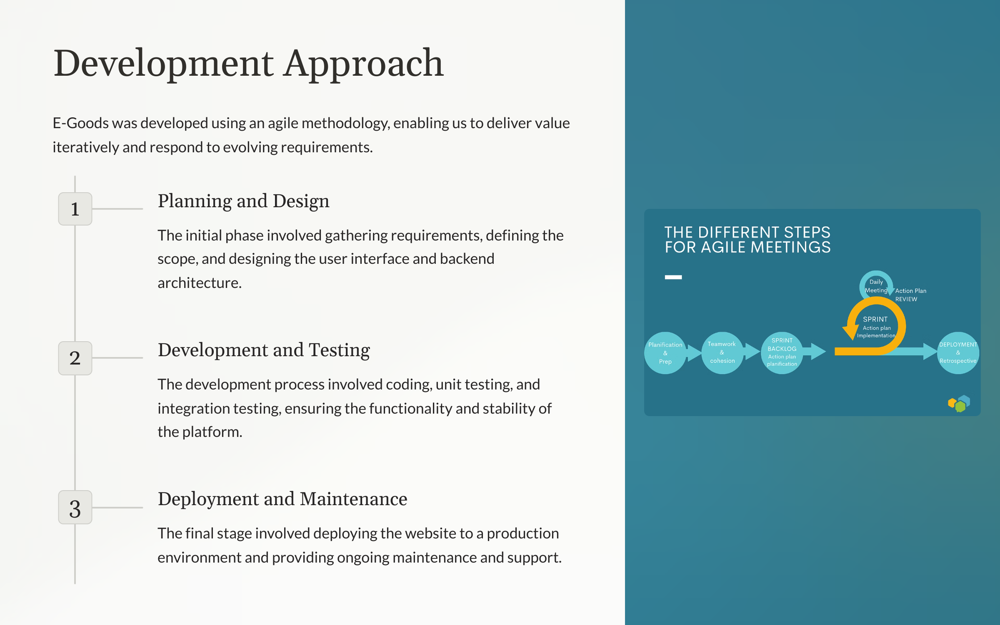 Development Approach
E-Goods was developed using an agile methodology, enabling us to deliver value
iteratively and respond to evolving requirements.
1
Planning and Design
The initial phase involved gathering requirements, defining the
scope, and designing the user interface and backend
architecture.
2
Development and Testing
The development process involved coding, unit testing, and
integration testing, ensuring the functionality and stability of
the platform.
3
Deployment and Maintenance
The final stage involved deploying the website to a production
environment and providing ongoing maintenance and support.
THE DIFFERENT STEPS
FOR AGILE MEETINGS
Daily
Meeting
Action Plan
REVIEW
SPRINT
Action plan
Implementation
Planification
&
Prep
Teamwork
&
cohesion
SPRINT
BACKLOG
Action plan
planification
DEPLOYMENT
&
Retrospective